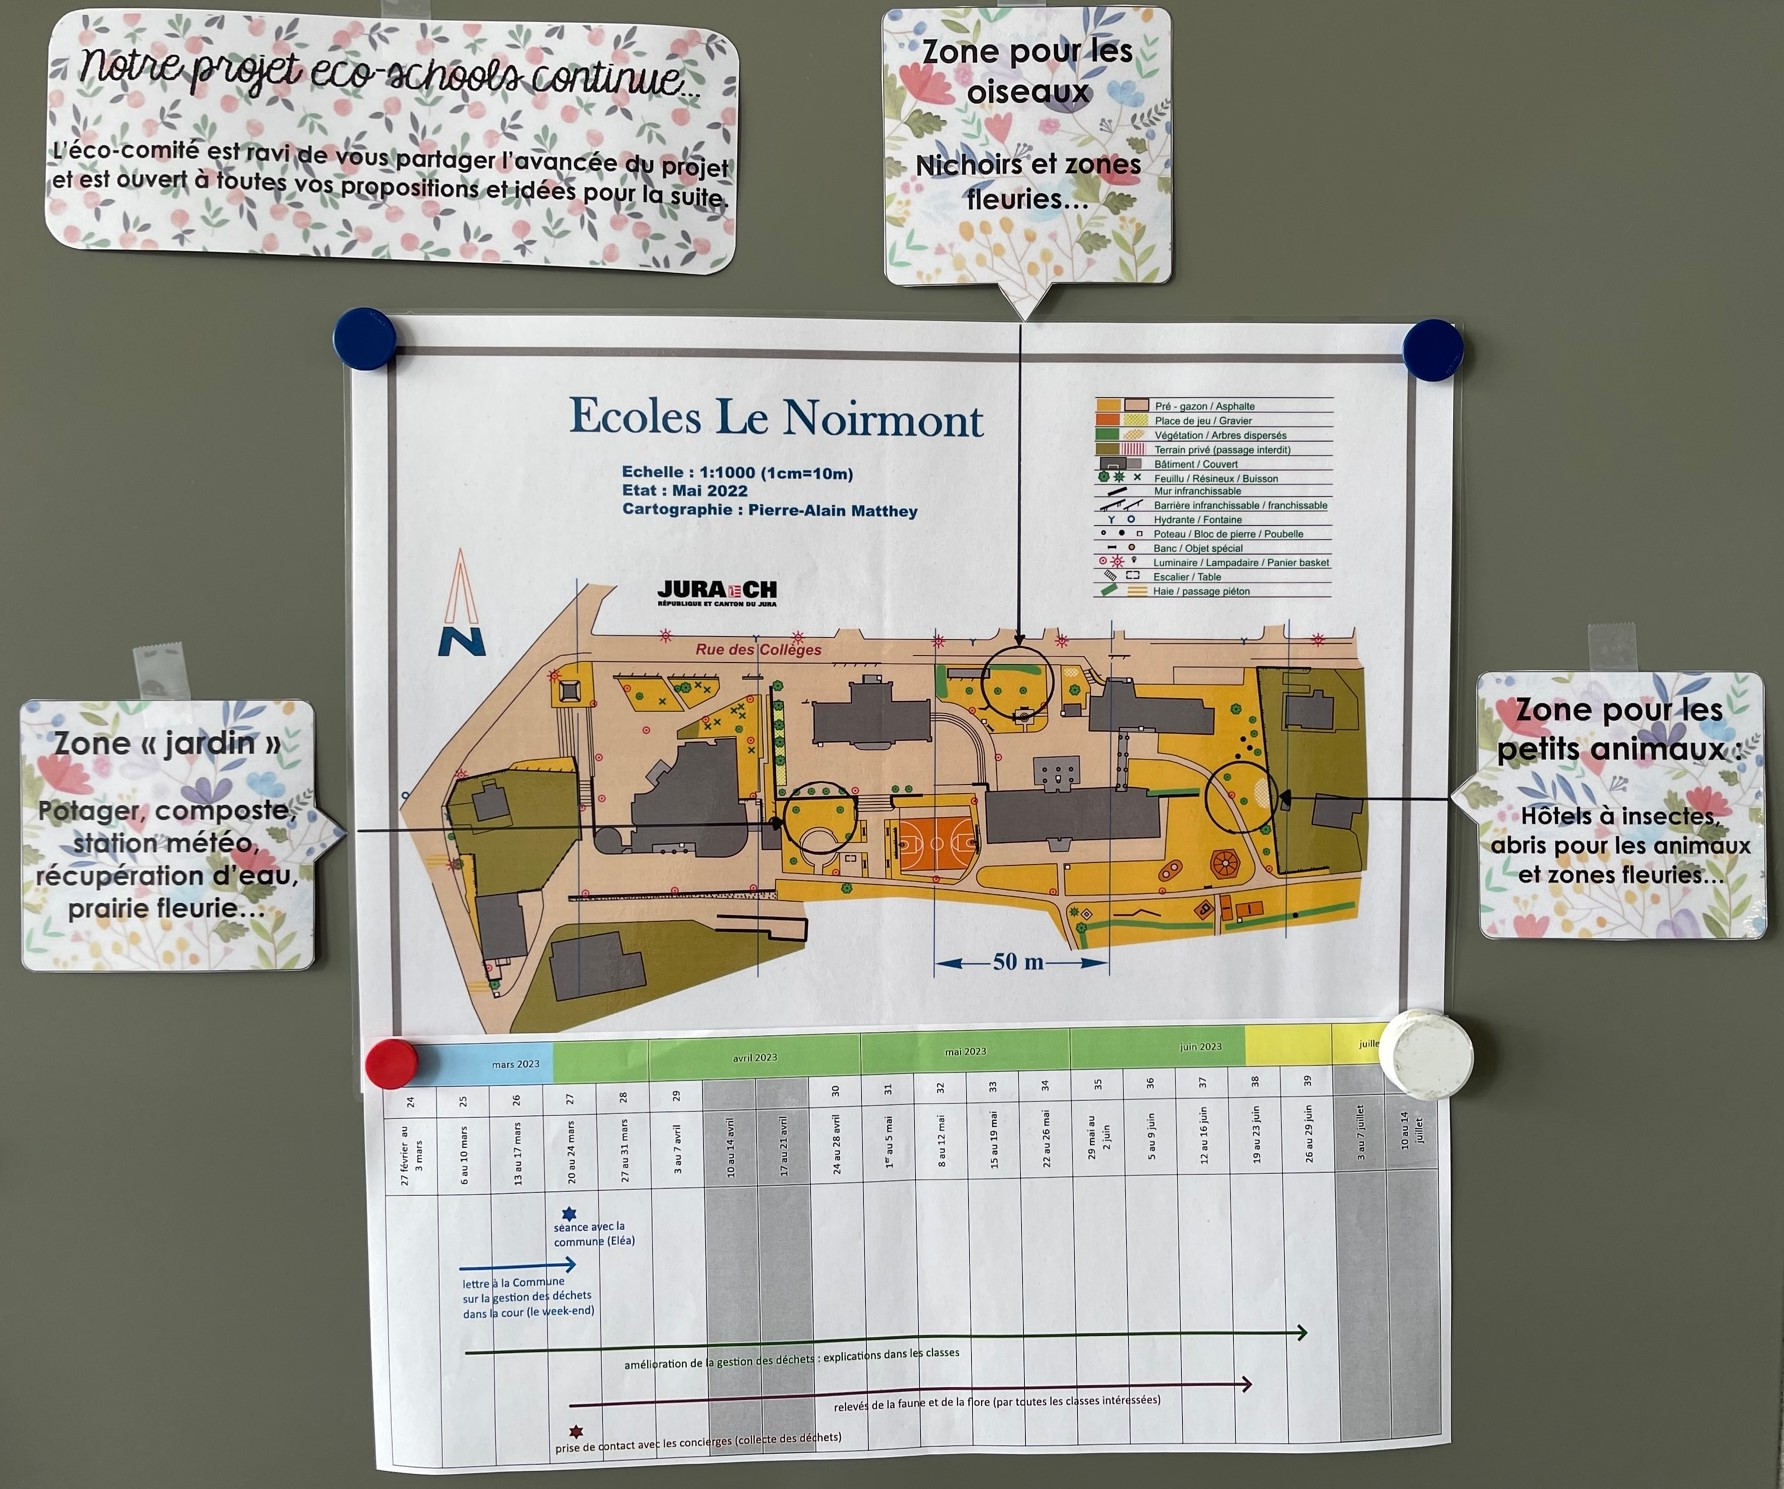 Notre projet eco-schools continue...
L'éco-comité est ravi de vous partager l'avancée du projet
et est ouvert à toutes vos propositions et idées pour la suite.
Zone pour les
oiseaux
Nichoirs et zones
fleuries...
Ecoles Le Noirmont
Echelle : 1:1000 (1cm=10m)
Etat : Mai 2022
Cartographie : Pierre-Alain Matthey
Pré - gazon / Asphalte
Place de jeu / Gravier
Végétation / Arbres dispersés
Terrain privé (passage interdit)
Bâtiment / Couvert
Feuillu / Résineux / Buisson
Mur infranchissable
Barrière infranchissable / franchissable
Hydrante / Fontaine
Poteau / Bloc de pierre / Poubelle
Banc / Objet spécial
Luminaire / Lampadaire / Panier basket
Escalier / Table
Haie / passage piéton
N
JURA CH
RÉPUBLIQUE ET CANTON DU JURA
Rue des Collèges
50 m
Zone « jardin »
Potager, composte,
station météo,
récupération d'eau,
prairie fleurie...
Zone pour les
petits animaux :
Hôtels à insectes,
abris pour les animaux
et zones fleuries...
mars 2023 avril 2023 mai 2023 juin 2023 juille
24 25 26 27 28 29 30 31 32 33 34 35 36 37 38 39
27 février au 3 mars
6 au 10 mars
13 au 17 mars
20 au 24 mars
27 au 31 mars
3 au 7 avril
10 au 14 avril
17 au 21 avril
24 au 28 avril
1er au 5 mai
8 au 12 mai
15 au 19 mai
22 au 26 mai
29 mai au 2 juin
5 au 9 juin
12 au 16 juin
19 au 23 juin
26 au 29 juin
3 au 7 juillet
10 au 14 juillet
séance avec la
commune (Eléa)
lettre à la Commune
sur la gestion des déchets
dans la cour (le week-end)
amélioration de la gestion des déchets : explications dans les classes
relevés de la faune et de la flore (par toutes les classes intéressées)
prise de contact avec les concierges (collecte des déchets)